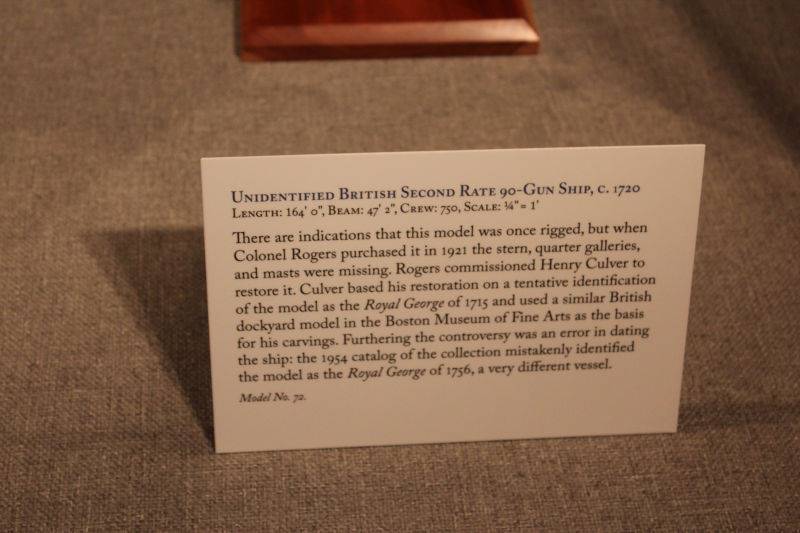 Unidentified British Second Rate 90-Gun Ship, c. 1720
Length: 164' 0", Beam: 47' 2", Crew: 750, Scale: ¼" = 1'
There are indications that this model was once rigged, but when
Colonel Rogers purchased it in 1921 the stern, quarter galleries,
and masts were missing. Rogers commissioned Henry Culver to
restore it. Culver based his restoration on a tentative identification
of the model as the Royal George of 1715 and used a similar British
dockyard model in the Boston Museum of Fine Arts as the basis
for his carvings. Furthering the controversy was an error in dating
the ship: the 1954 catalog of the collection mistakenly identified
the model as the Royal George of 1756, a very different vessel.
Model No. 72.